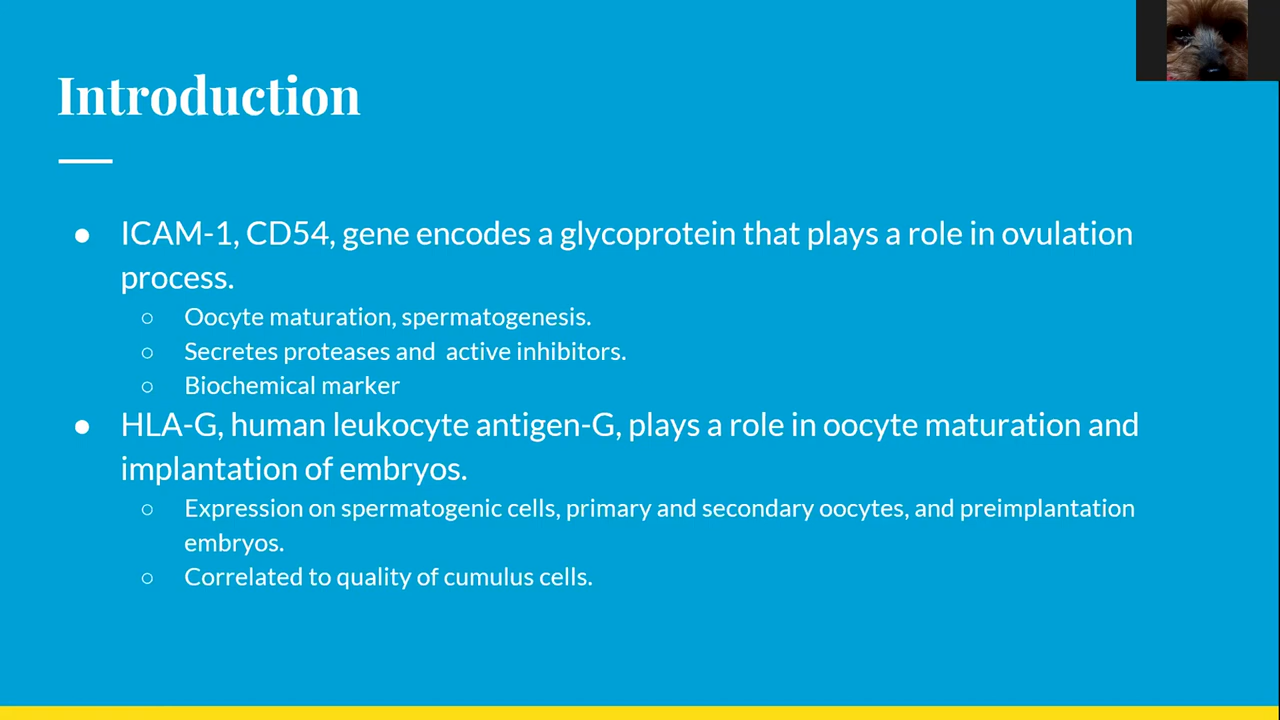 Introduction
● ICAM-1, CD54, gene encodes a glycoprotein that plays a role in ovulation
process.
○ Oocyte maturation, spermatogenesis.
○ Secretes proteases and  active inhibitors.
○ Biochemical marker
● HLA-G, human leukocyte antigen-G, plays a role in oocyte maturation and
implantation of embryos.
○ Expression on spermatogenic cells, primary and secondary oocytes, and preimplantation
embryos.
○ Correlated to quality of cumulus cells.